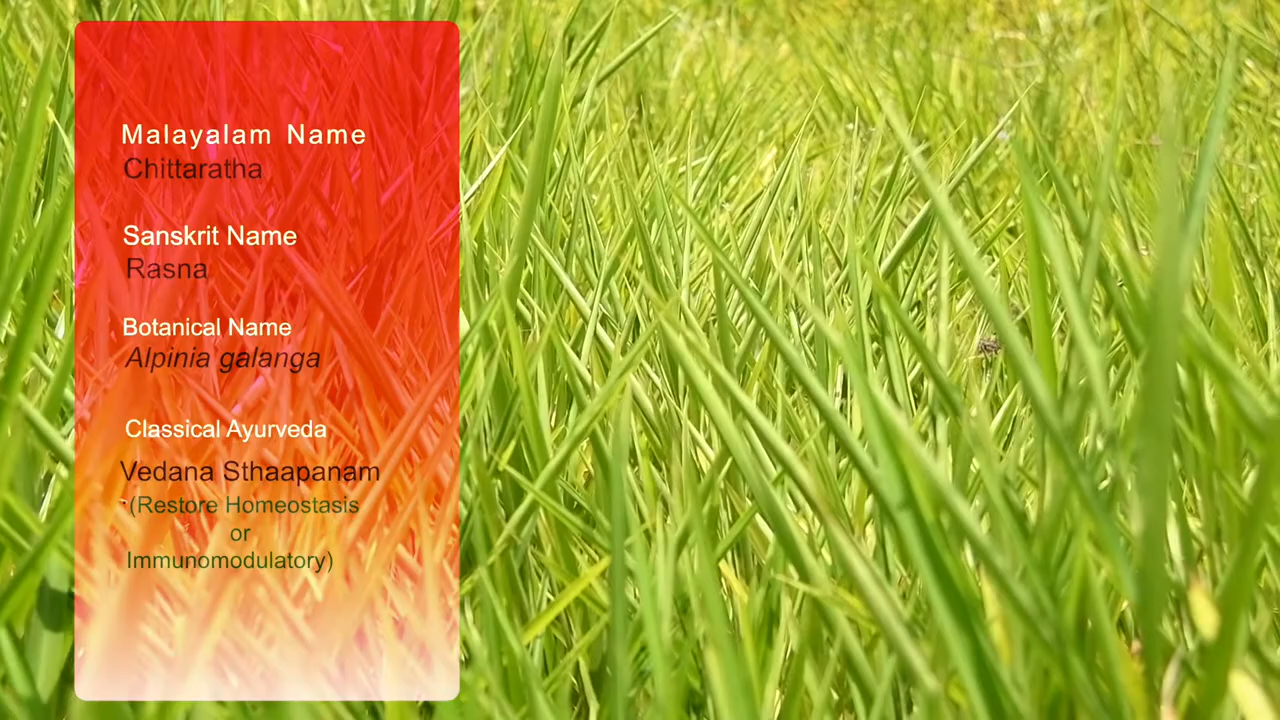 Malayalam Name
Chittaratha
Sanskrit Name
Rasna
Botanical Name
Alpinia galanga
Classical Ayurveda
Vedana Sthaapanam
(Restore Homeostasis
or
Immunomodulatory)